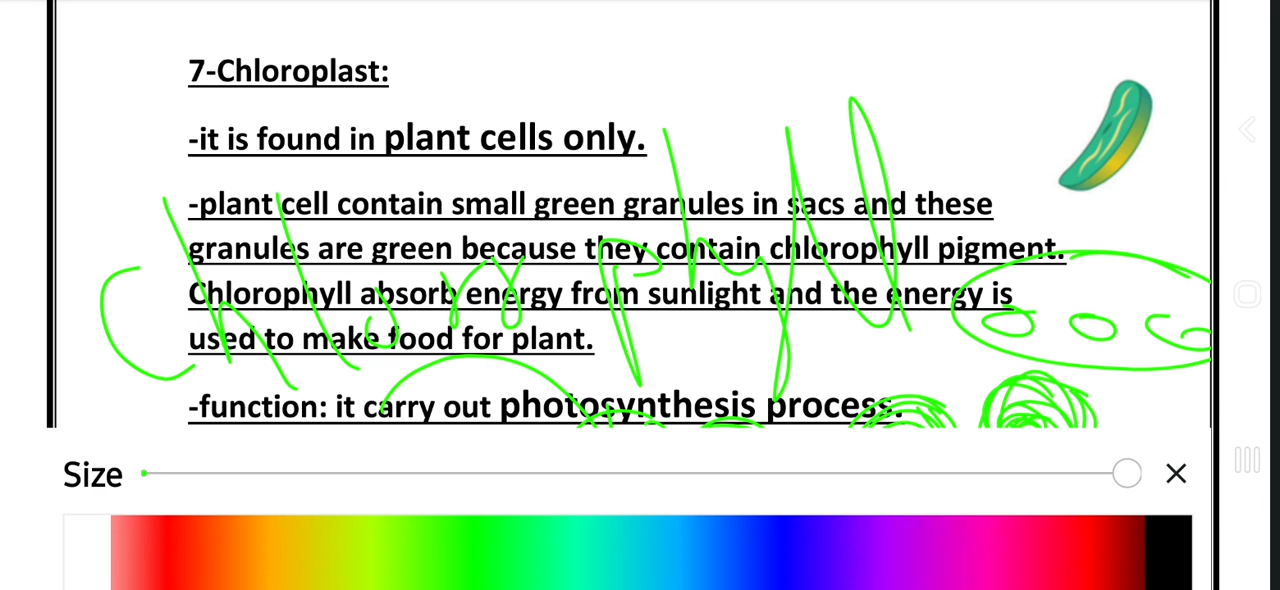 7-Chloroplast:
-it is found in plant cells only.
-plant cell contain small green granules in sacs and these
granules are green because they contain chlorophyll pigment.
Chlorophyll absorb energy from sunlight and the energy is
used to make food for plant.
Chlorophyll
-function: it carry out photosynthesis process.
Size